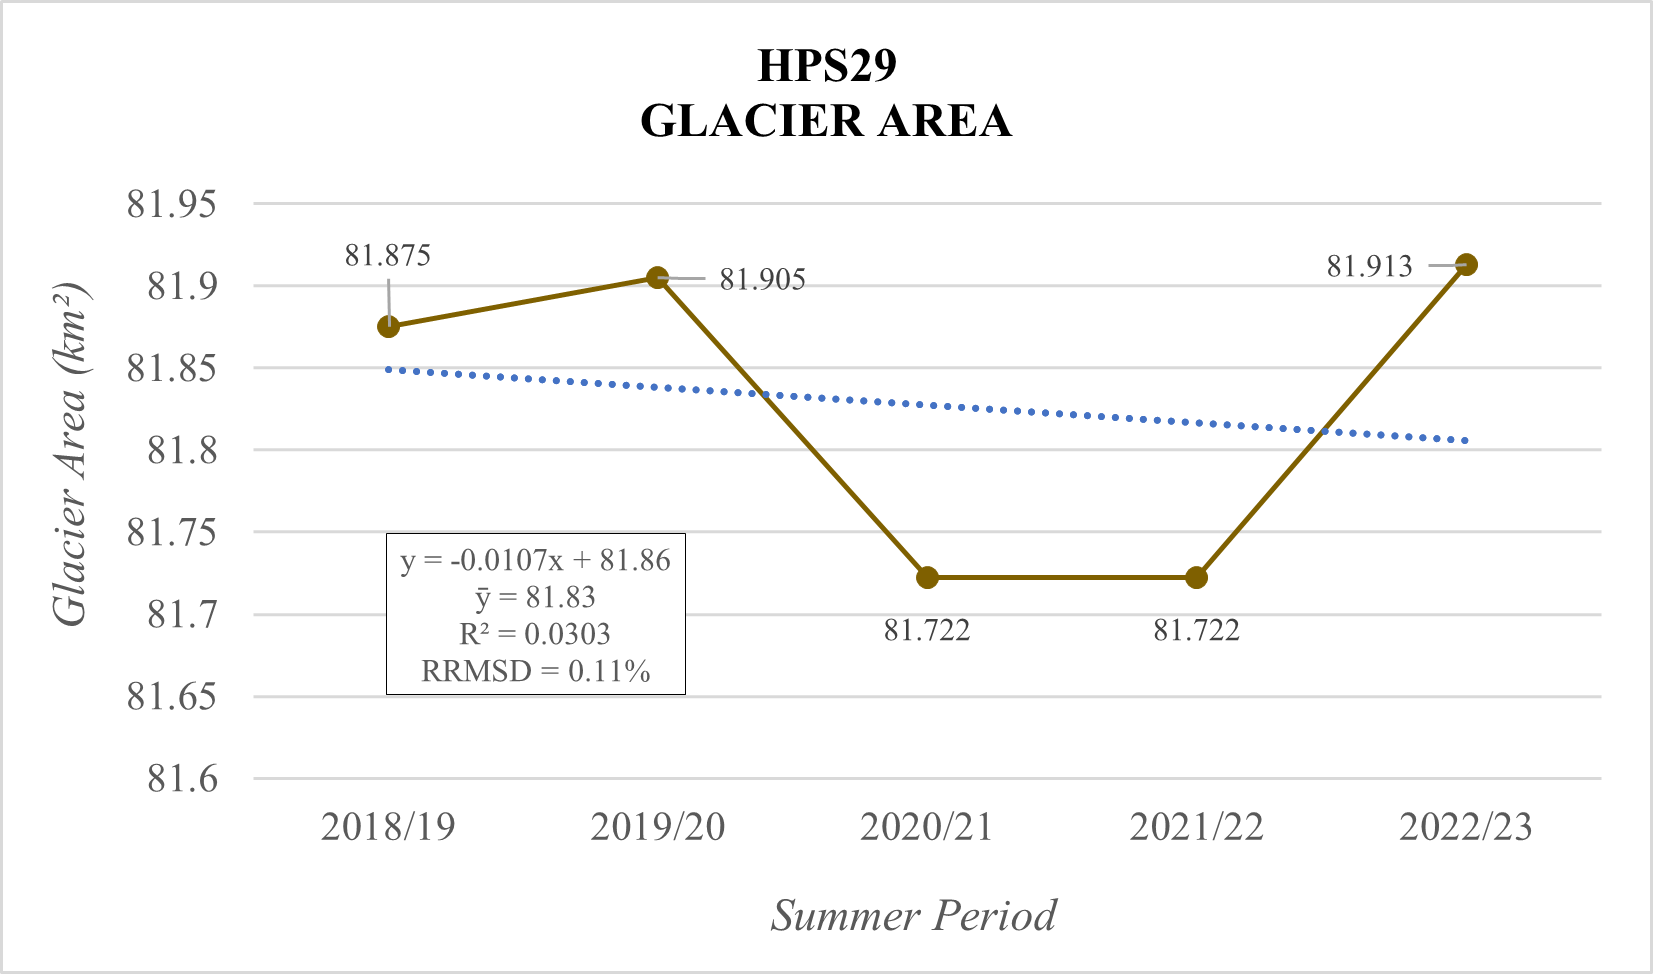 HPS29
GLACIER AREA
81.95
81.9
81.85
81.8
81.75
81.7
81.65
81.6
Glacier Area (km²)
81.875
81.905
81.722
81.722
81.913
y = -0.0107x + 81.86
ȳ = 81.83
R² = 0.0303
RRMSD = 0.11%
2018/19
2019/20
2020/21
2021/22
2022/23
Summer Period